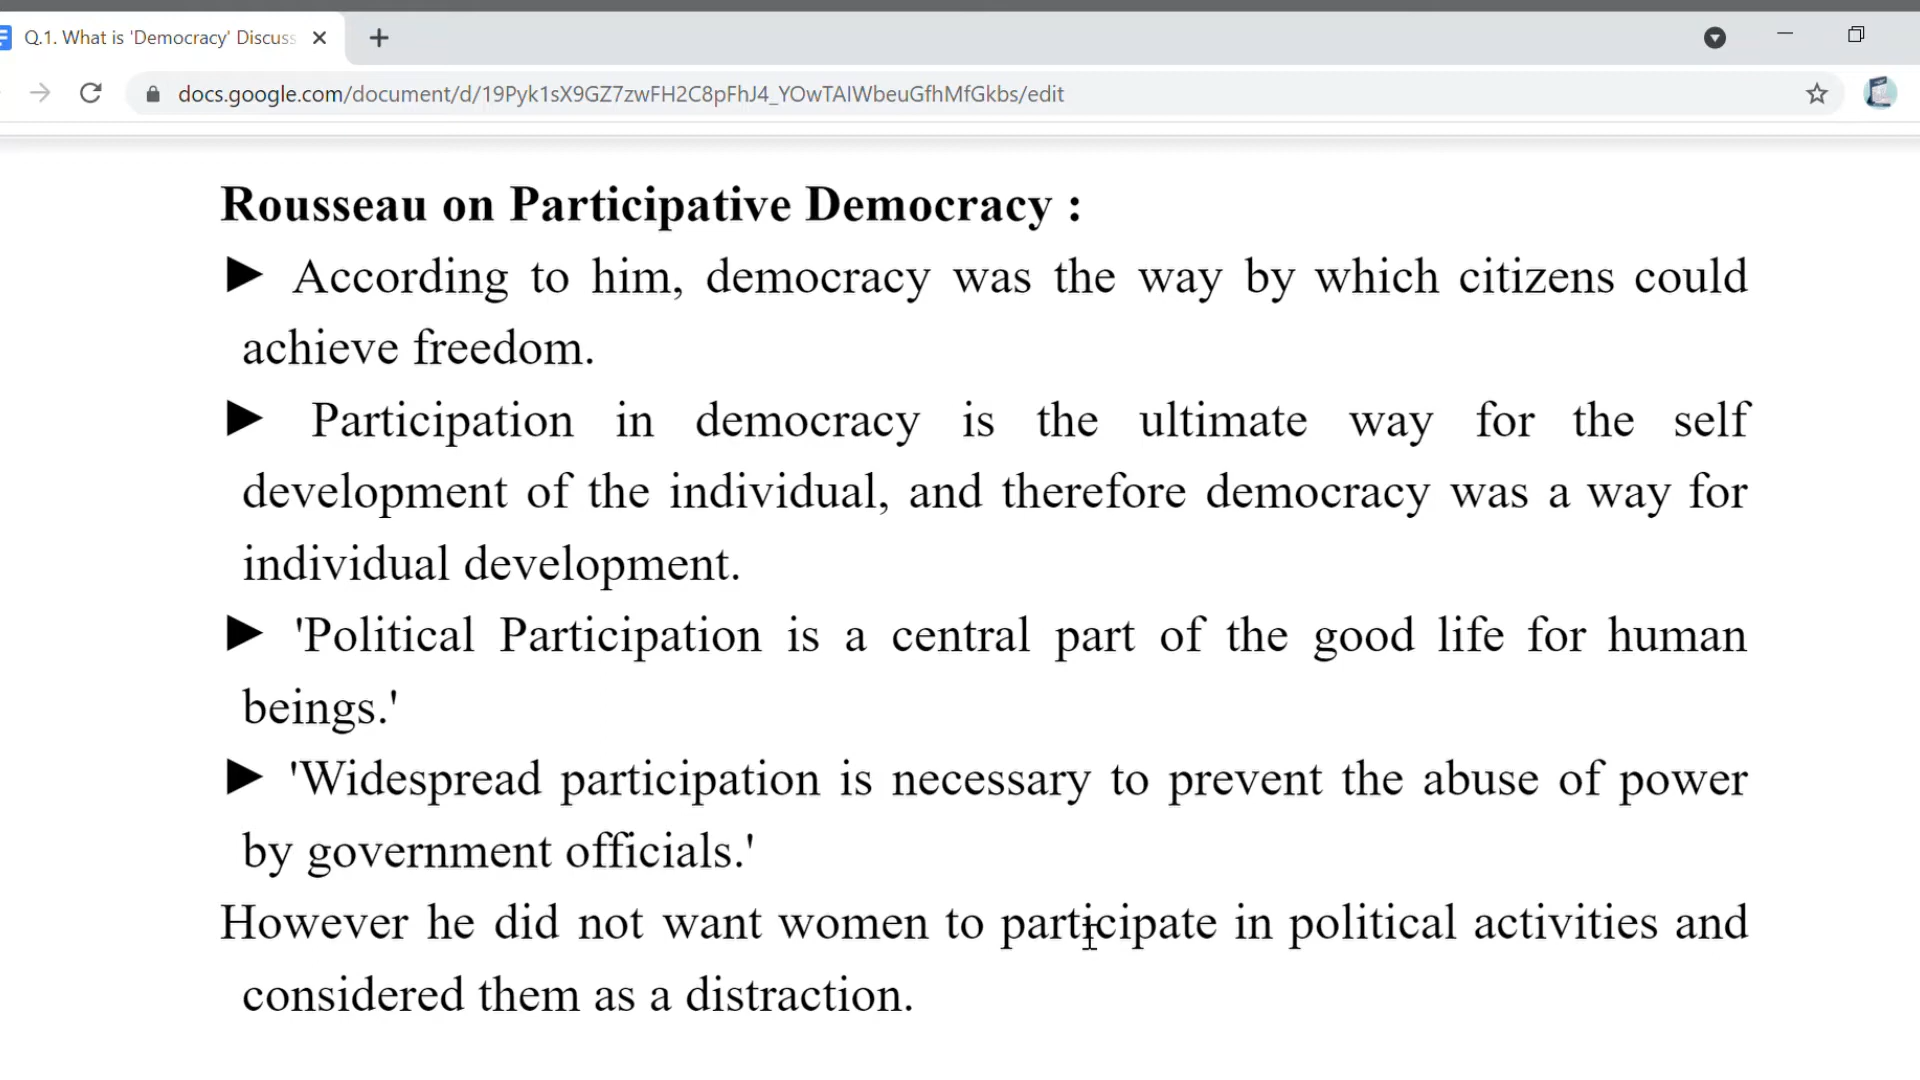 Q.1. What is 'Democracy' Discuss
docs.google.com/document/d/19Pyk1sX9GZ7zwFH2C8pFhJ4_YOwTAIWbeuGfhMfGkbs/edit
Rousseau on Participative Democracy :
► According to him, democracy was the way by which citizens could
achieve freedom.
► Participation in democracy is the ultimate way for the self
development of the individual, and therefore democracy was a way for
individual development.
► 'Political Participation is a central part of the good life for human
beings.'
► 'Widespread participation is necessary to prevent the abuse of power
by government officials.'
However he did not want women to participate in political activities and
considered them as a distraction.